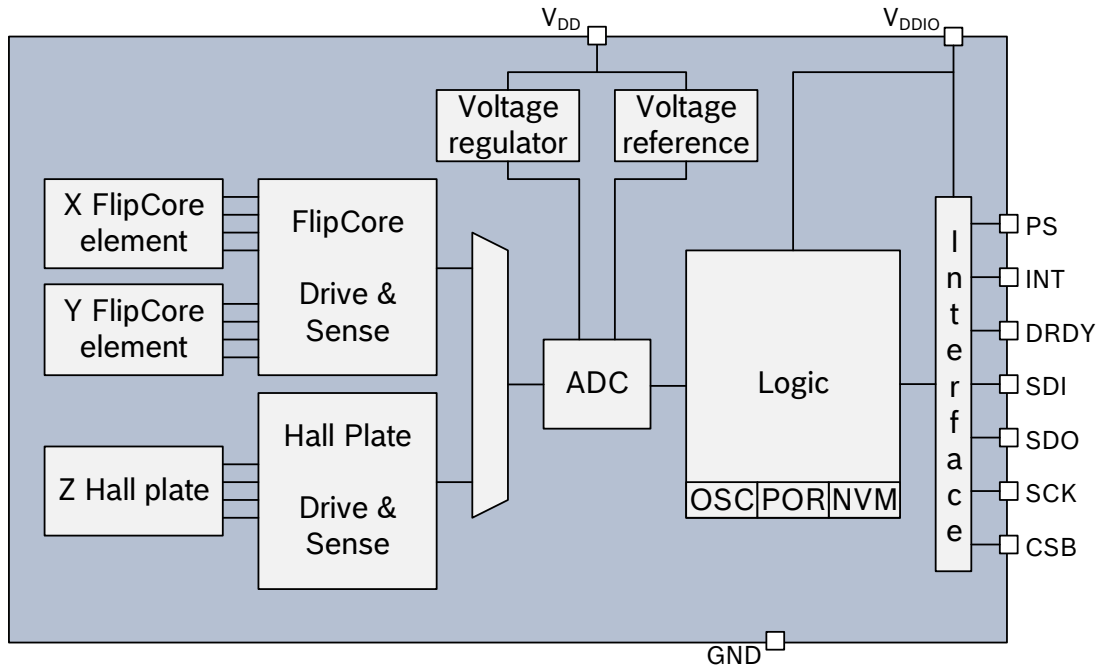 VDD
VDDIO
Voltage
regulator
Voltage
reference
X FlipCore
element
Y FlipCore
element
Z Hall plate
FlipCore
Drive &
Sense
Hall Plate
Drive &
Sense
ADC
Logic
OSC POR NVM
Interface
PS
INT
DRDY
SDI
SDO
SCK
CSB
GND